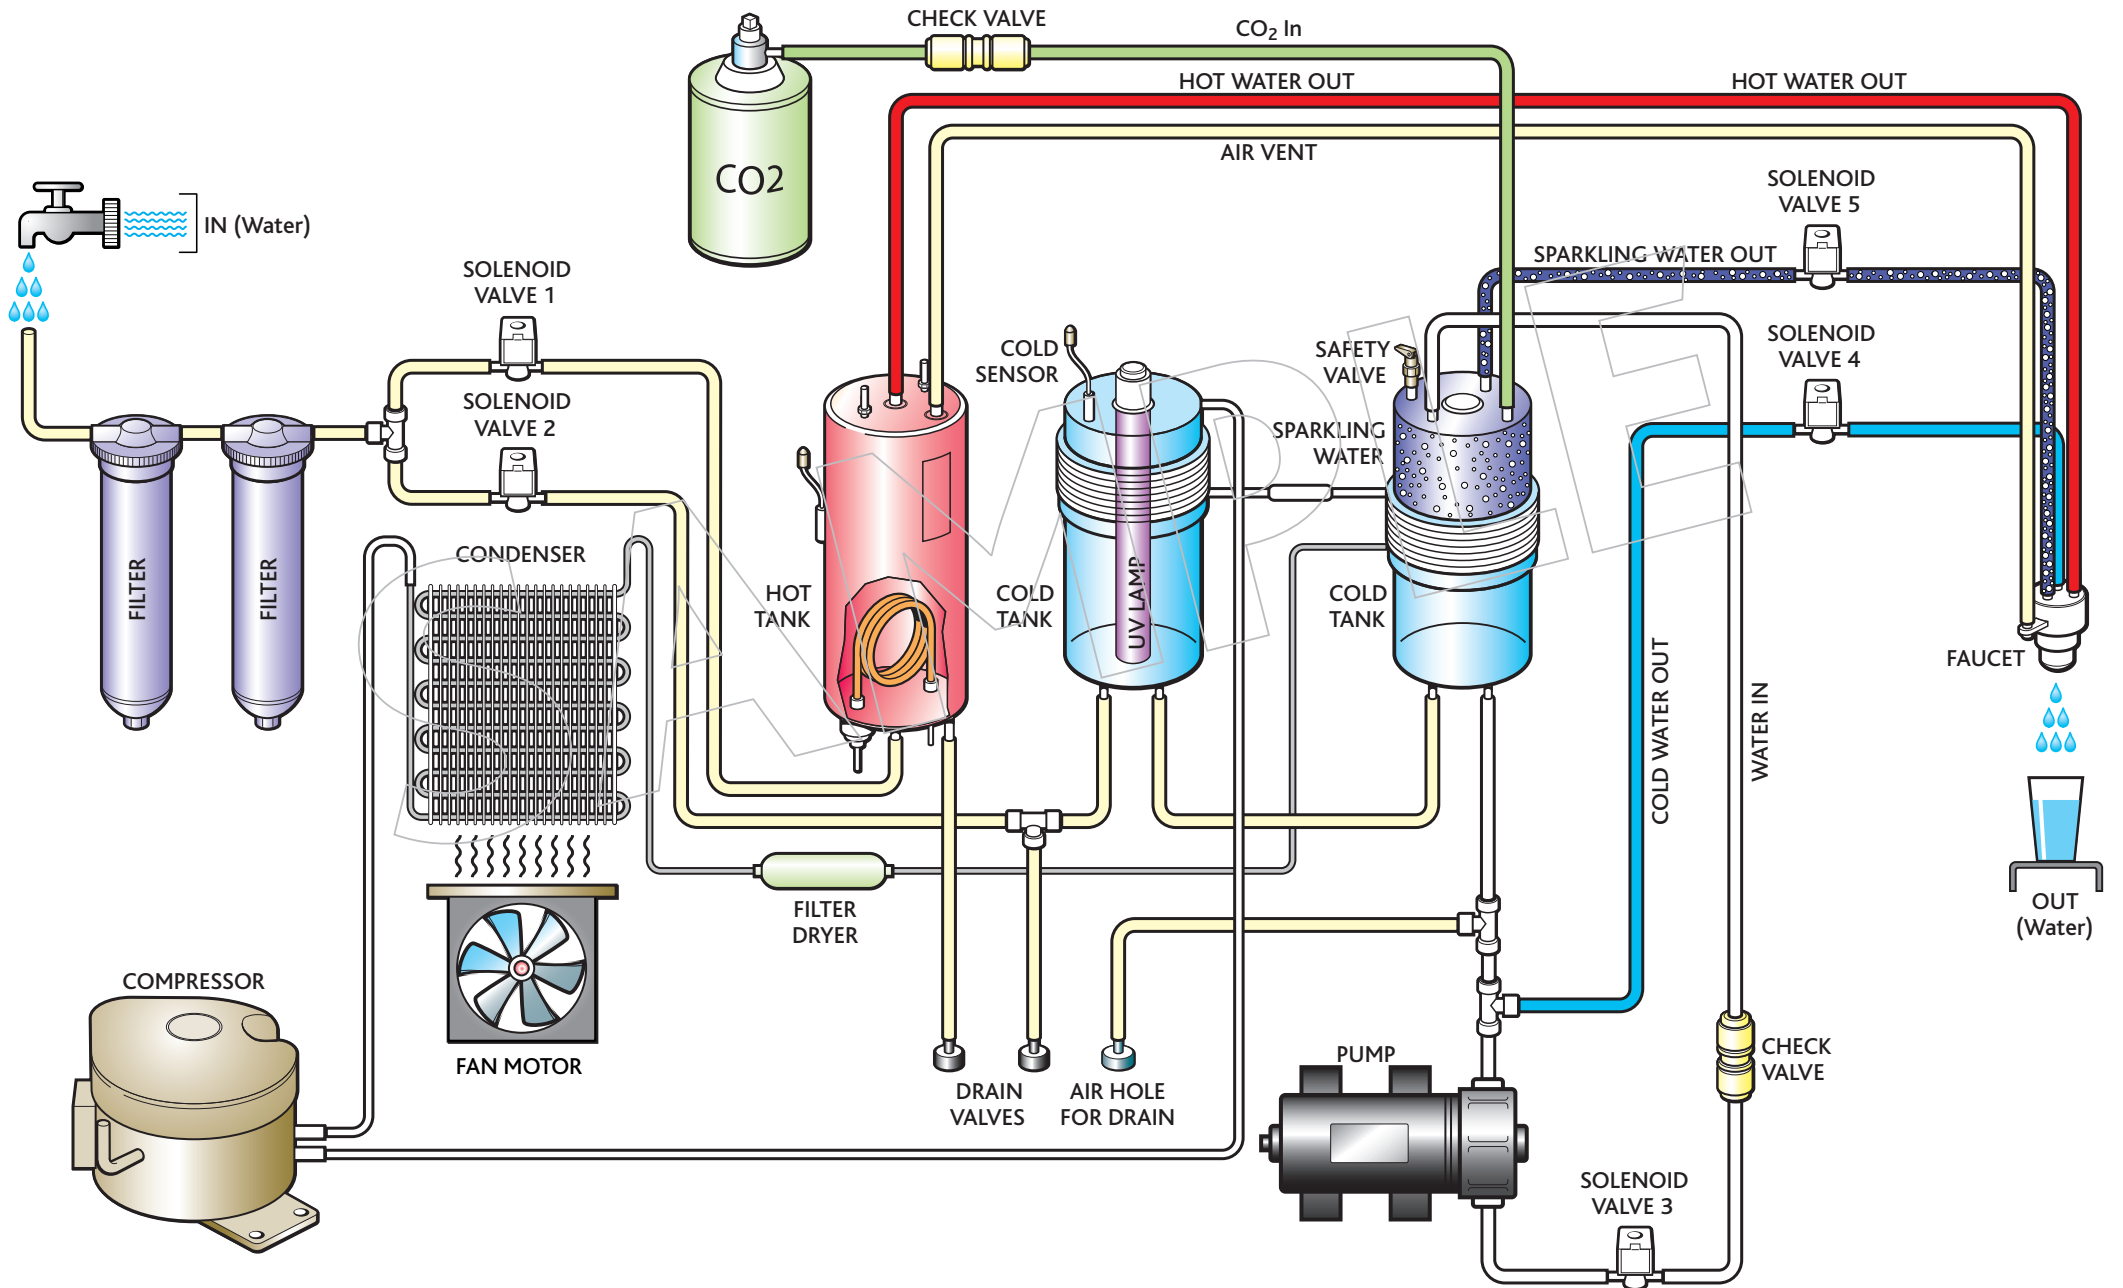 CHECK VALVE
CO₂ In
HOT WATER OUT
HOT WATER OUT
AIR VENT
CO2
IN (Water)
SOLENOID
VALVE 1
SOLENOID
VALVE 2
SOLENOID
VALVE 5
SPARKLING WATER OUT
SOLENOID
VALVE 4
COLD
SENSOR
SAFETY
VALVE
SPARKLING
WATER
FILTER
FILTER
CONDENSER
HOT
TANK
COLD
TANK
UV LAMP
COLD
TANK
FAUCET
COLD WATER OUT
WATER IN
OUT
(Water)
FILTER
DRYER
COMPRESSOR
FAN MOTOR
DRAIN
VALVES
AIR HOLE
FOR DRAIN
PUMP
CHECK
VALVE
SOLENOID
VALVE 3
SAMPLE